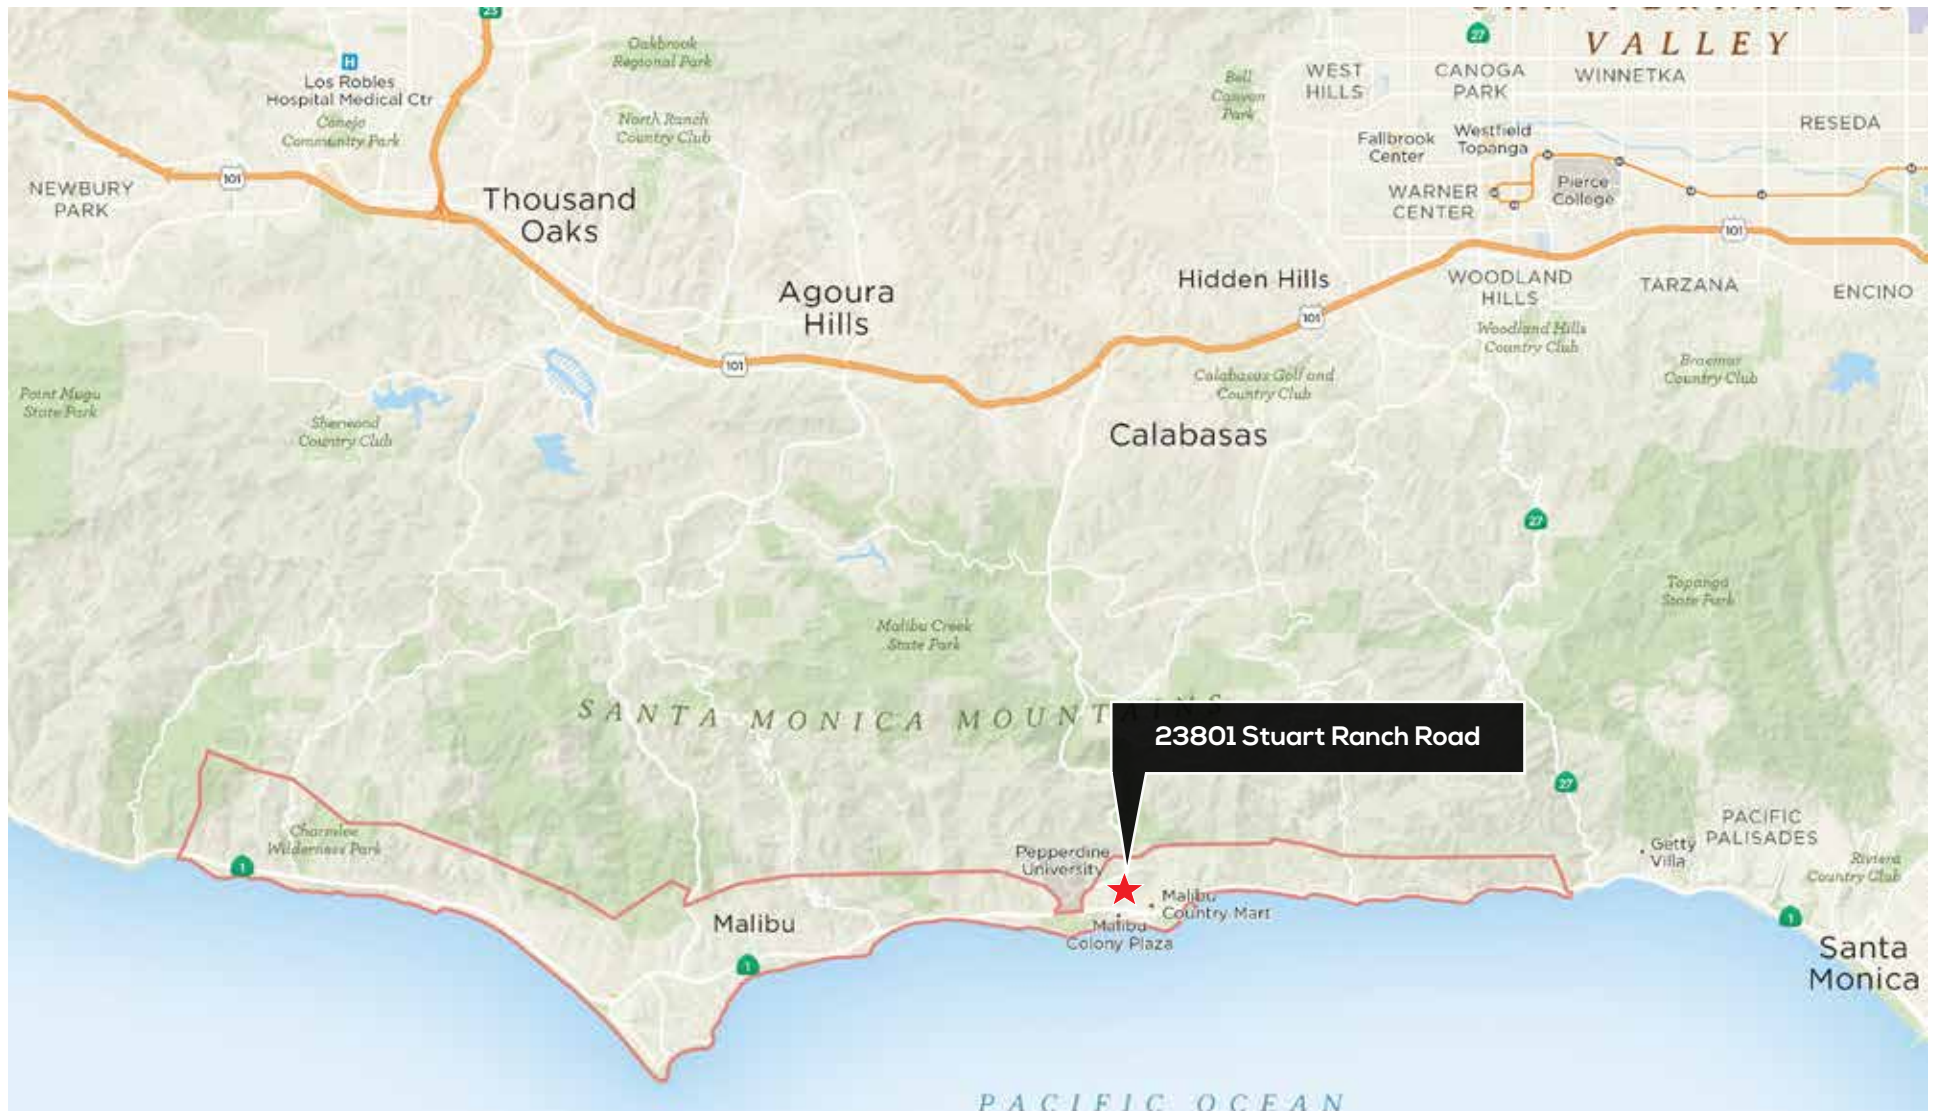 23
VALLEY
27
Oakbrook
Regional Park
H
Los Robles
Hospital Medical Ctr
Conejo
Community Park
North Ranch
Country Club
Bell
Canyon
Park
WEST
HILLS
CANOGA
PARK
WINNETKA
RESEDA
Fallbrook
Center
Westfield
Topanga
Pierce
College
WARNER
CENTER
101
NEWBURY
PARK
Thousand
Oaks
101
Agoura
Hills
Hidden Hills
101
WOODLAND
HILLS
TARZANA
ENCINO
Woodland Hills
Country Club
Braemar
Country Club
101
Calabasas Golf and
Country Club
Point Mugu
State Park
Sherwood
Country Club
Calabasas
27
Topanga
State Park
Malibu Creek
State Park
SANTA MONICA MOUNTAINS
23801 Stuart Ranch Road
27
Charmlee
Wilderness Park
1
Pepperdine
University
PACIFIC
PALISADES
Getty
Villa
Riviera
Country Club
Malibu
Country Mart
Malibu
Colony Plaza
Malibu
1
1
Santa
Monica
PACIFIC OCEAN